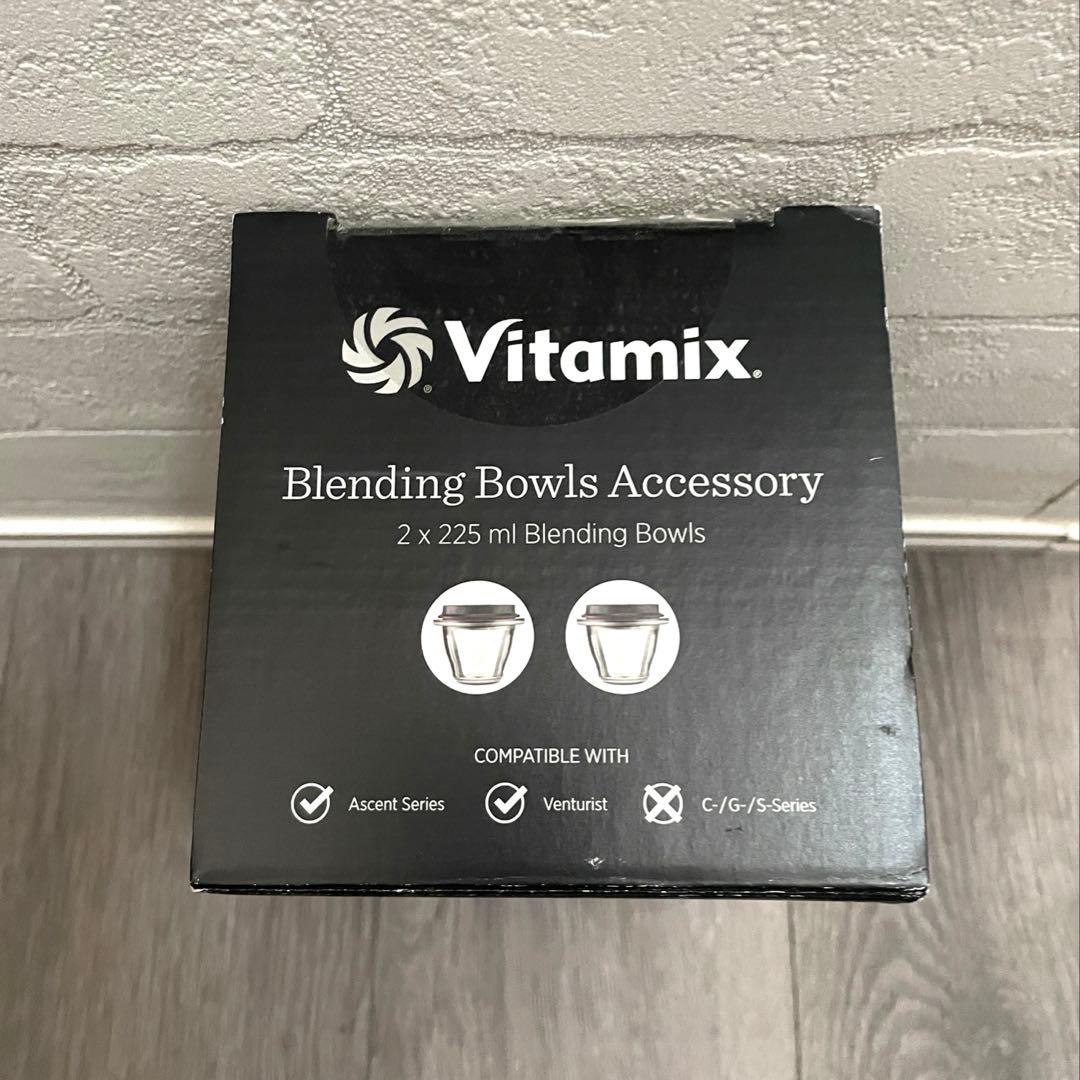 Vitamix®
Blending Bowls Accessory
2 x 225 ml Blending Bowls
COMPATIBLE WITH
Ascent Series Venturist C-/G-/S-Series